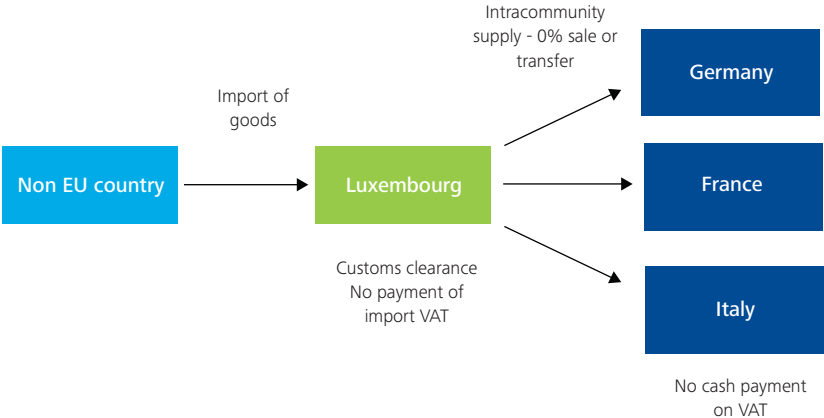 Intracommunity
supply - 0% sale or
transfer
Germany
Import of
goods
Non EU country
Luxembourg
France
Customs clearance
No payment of
import VAT
Italy
No cash payment
on VAT